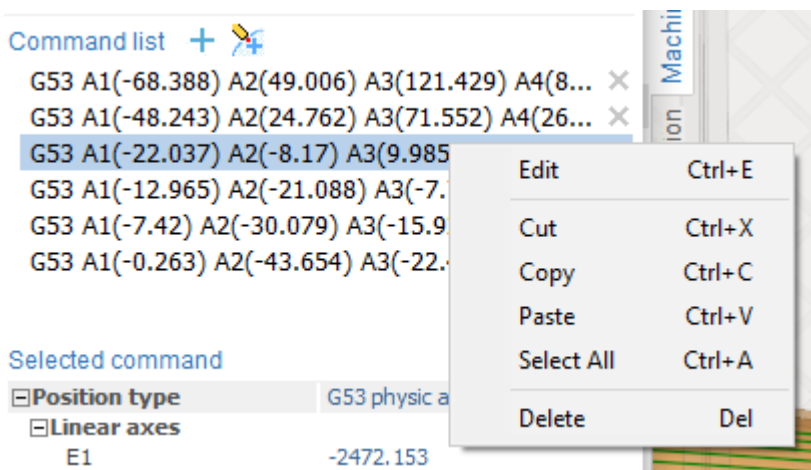 Command list
G53 A1(-68.388) A2(49.006) A3(121.429) A4(8...
G53 A1(-48.243) A2(24.762) A3(71.552) A4(26...
G53 A1(-22.037) A2(-8.17) A3(9.985
G53 A1(-12.965) A2(-21.088) A3(-7.
G53 A1(-7.42) A2(-30.079) A3(-15.9
G53 A1(-0.263) A2(-43.654) A3(-22.
Edit Ctrl+E
Cut Ctrl+X
Copy Ctrl+C
Paste Ctrl+V
Select All Ctrl+A
Delete Del
Selected command
Position type G53 physic a
Linear axes
E1 -2472.153
Machi
ion